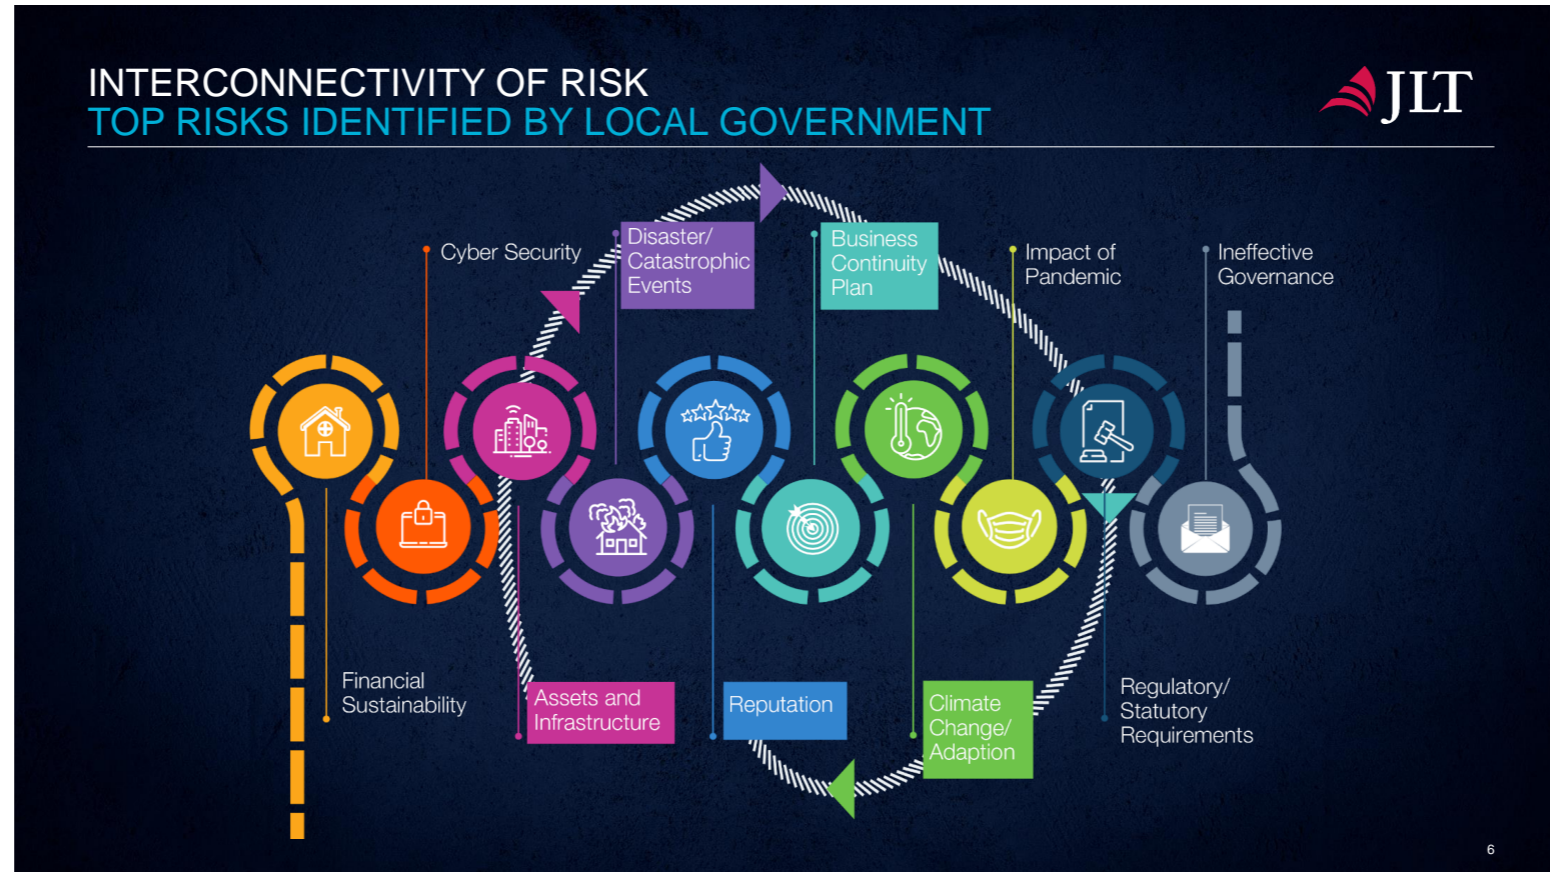 INTERCONNECTIVITY OF RISK
TOP RISKS IDENTIFIED BY LOCAL GOVERNMENT
JLT
Cyber Security
Disaster/
Catastrophic
Events
Business
Continuity
Plan
Impact of
Pandemic
Ineffective
Governance
Financial
Sustainability
Assets and
Infrastructure
Reputation
Climate
Change/
Adaption
Regulatory/
Statutory
Requirements
6